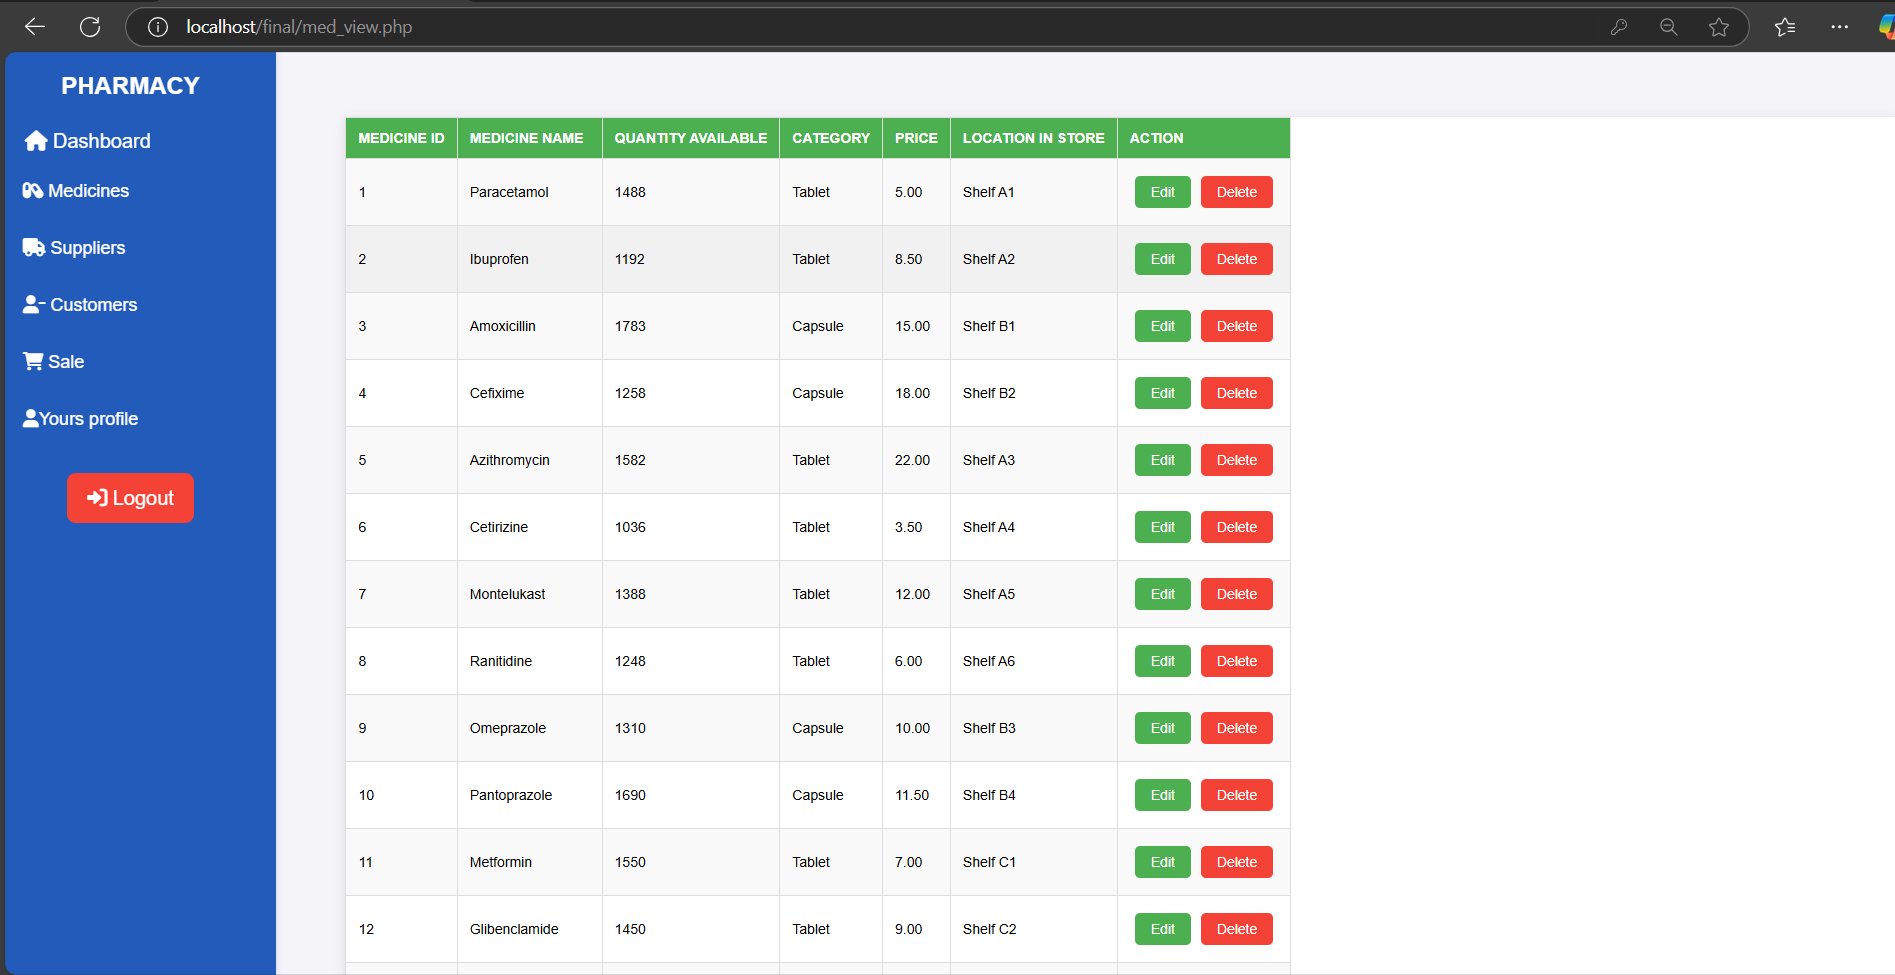 localhost/final/med_view.php
PHARMACY
Dashboard
Medicines
Suppliers
Customers
Sale
Yours profile
Logout
MEDICINE ID MEDICINE NAME QUANTITY AVAILABLE CATEGORY PRICE LOCATION IN STORE ACTION
1 Paracetamol 1488 Tablet 5.00 Shelf A1 Edit Delete
2 Ibuprofen 1192 Tablet 8.50 Shelf A2 Edit Delete
3 Amoxicillin 1783 Capsule 15.00 Shelf B1 Edit Delete
4 Cefixime 1258 Capsule 18.00 Shelf B2 Edit Delete
5 Azithromycin 1582 Tablet 22.00 Shelf A3 Edit Delete
6 Cetirizine 1036 Tablet 3.50 Shelf A4 Edit Delete
7 Montelukast 1388 Tablet 12.00 Shelf A5 Edit Delete
8 Ranitidine 1248 Tablet 6.00 Shelf A6 Edit Delete
9 Omeprazole 1310 Capsule 10.00 Shelf B3 Edit Delete
10 Pantoprazole 1690 Capsule 11.50 Shelf B4 Edit Delete
11 Metformin 1550 Tablet 7.00 Shelf C1 Edit Delete
12 Glibenclamide 1450 Tablet 9.00 Shelf C2 Edit Delete